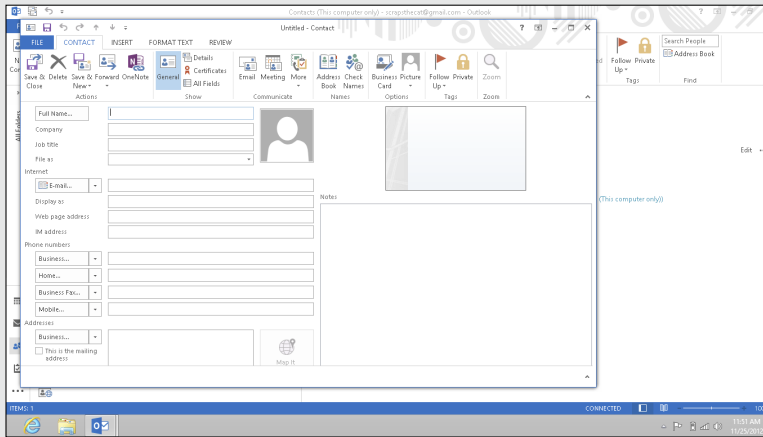 Contacts (This computer only) - scrapithecat@gmail.com - Outlook
Untitled - Contact
FILE CONTACT INSERT FORMAT TEXT REVIEW
Save & Close
Delete
Save & New
Forward
OneNote
Actions
General
Details
Certificates
All Fields
Show
Email
Meeting
More
Communicate
Address Book
Check Names
Names
Business Card
Picture
Options
Follow Up
Private
Tags
Zoom
Zoom
Follow Up
Private
Tags
Search People
Address Book
Find
All Folders
Full Name...
Company
Job title
File as
Internet
E-mail...
Display as
Web page address
IM address
Phone numbers
Business...
Home...
Business Fax...
Mobile...
Addresses
Business...
This is the mailing
address
Map It
Notes
Edit
(This computer only))
ITEMS: 1
CONNECTED
11:51 AM